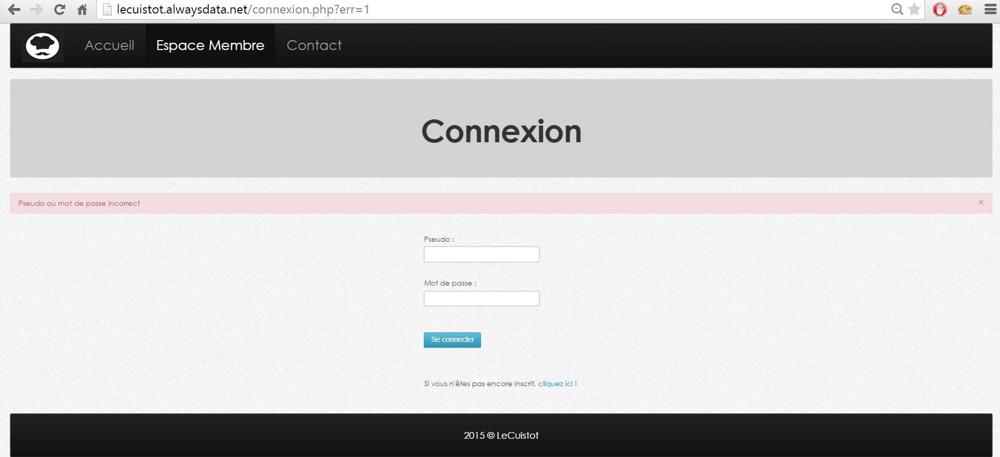 lecuistot.alwaysdata.net/connexion.php?err=1
Accueil Espace Membre Contact
Connexion
Pseudo ou mot de passe incorrect ×
Pseudo :
Mot de passe :
Se connecter
Si vous n'êtes pas encore inscrit, cliquez ici !
2015 © LeCuistot